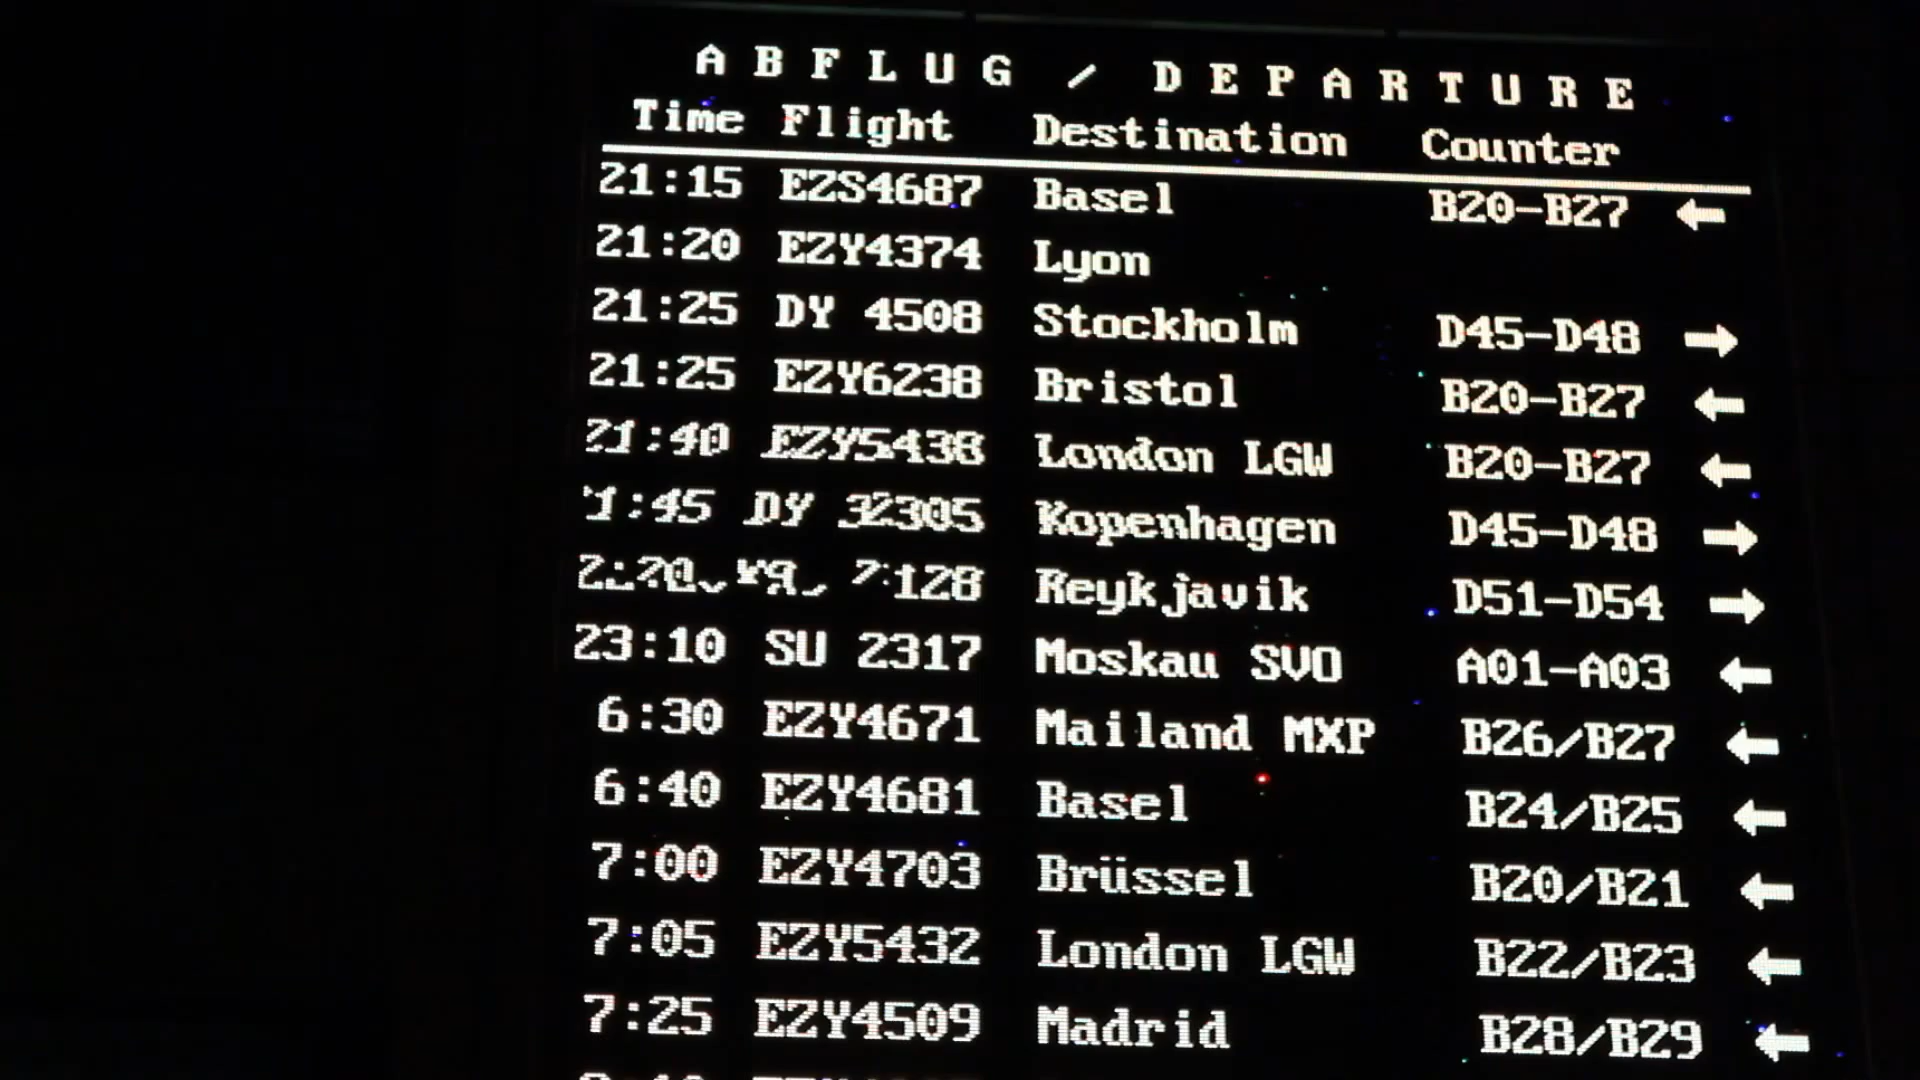 ABFLUG / DEPARTURE
Time Flight Destination Counter
21:15 EZS4687 Basel B20-B27 ←
21:20 EZY4374 Lyon
21:25 DY 4508 Stockholm D45-D48 →
21:25 EZY6238 Bristol B20-B27 ←
21:40 EZY5438 London LGW B20-B27 ←
DY Kopenhagen D45-D48 →
Reykjavik D51-D54 →
23:10 SU 2317 Moskau SVO A01-A03 ←
6:30 EZY4671 Mailand MXP B26/B27 ←
6:40 EZY4681 Basel B24/B25 ←
7:00 EZY4703 Brüssel B20/B21 ←
7:05 EZY5432 London LGW B22/B23 ←
7:25 EZY4509 Madrid B28/B29 ←